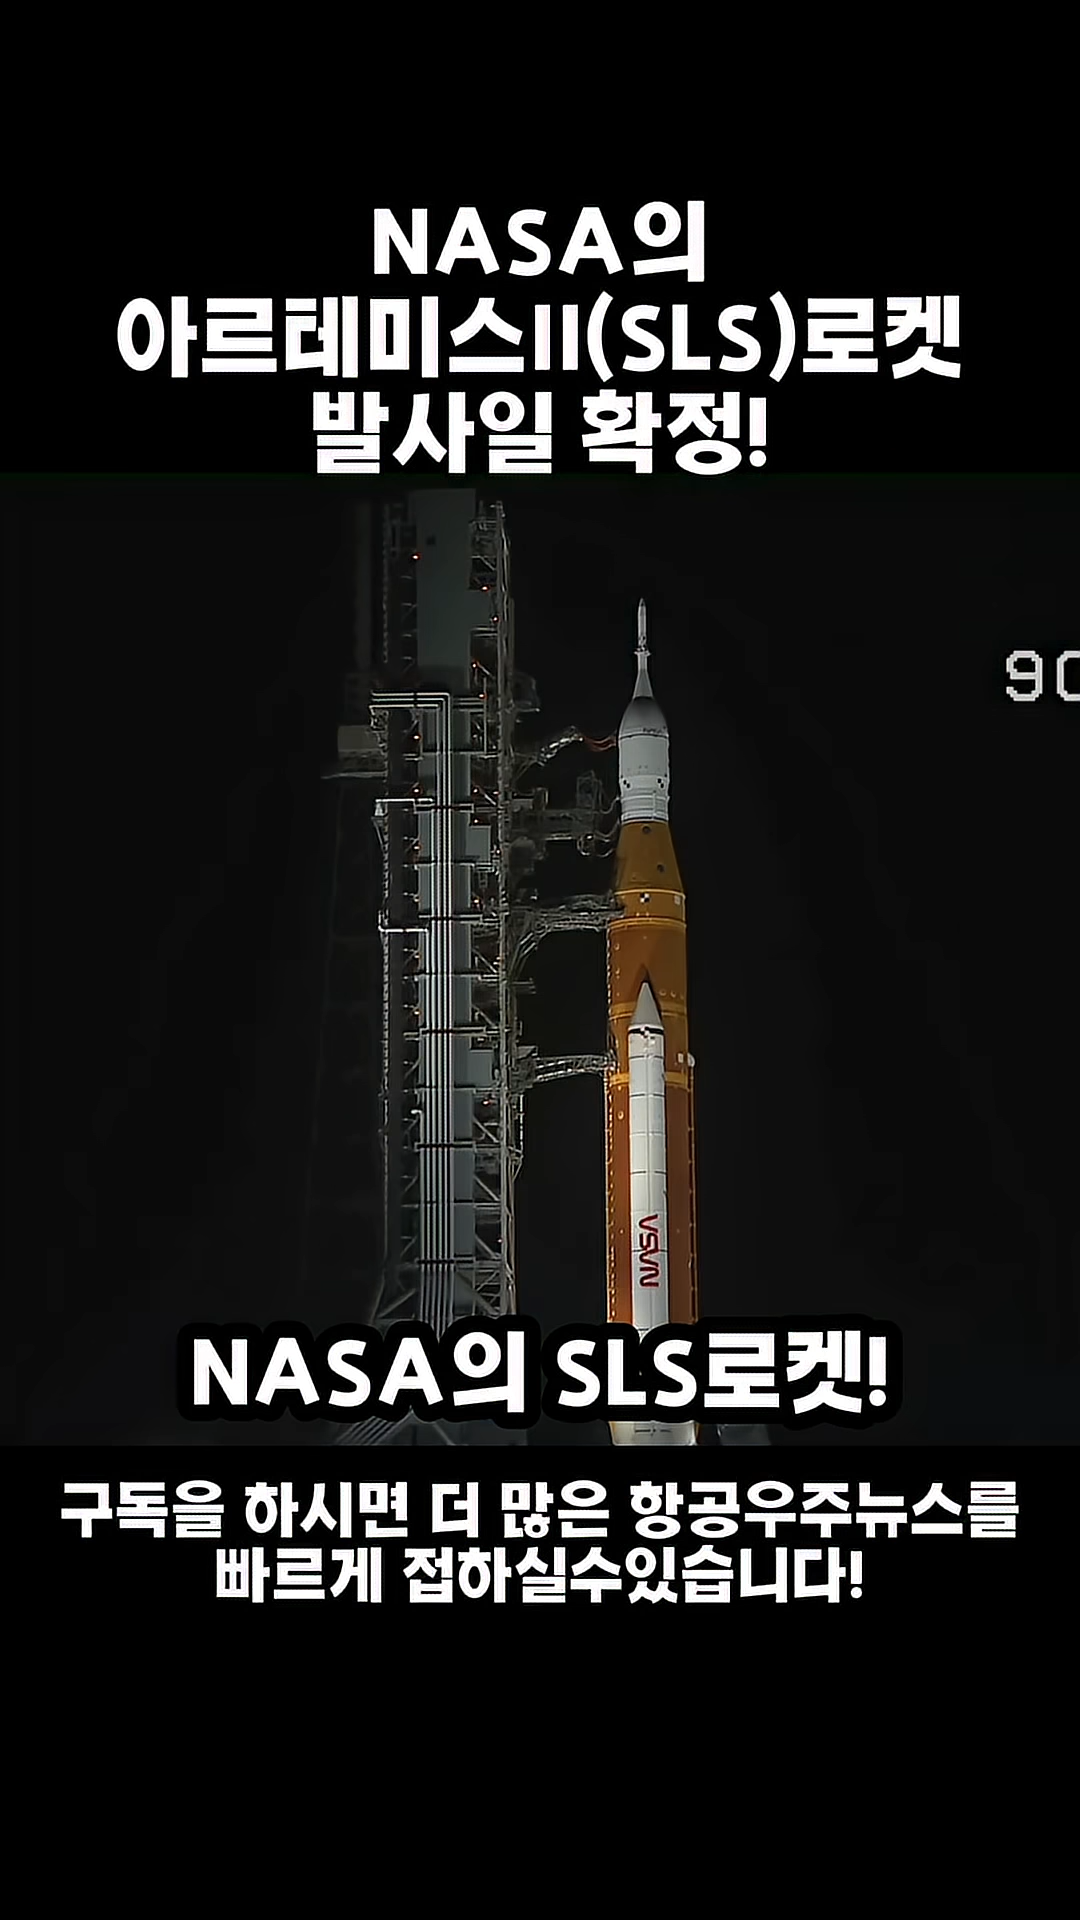 NASA의
아르테미스II(SLS)로켓
발사일 확정!
90
NASA
NASA의 SLS로켓!
구독을 하시면 더 많은 항공우주뉴스를
빠르게 접하실수있습니다!